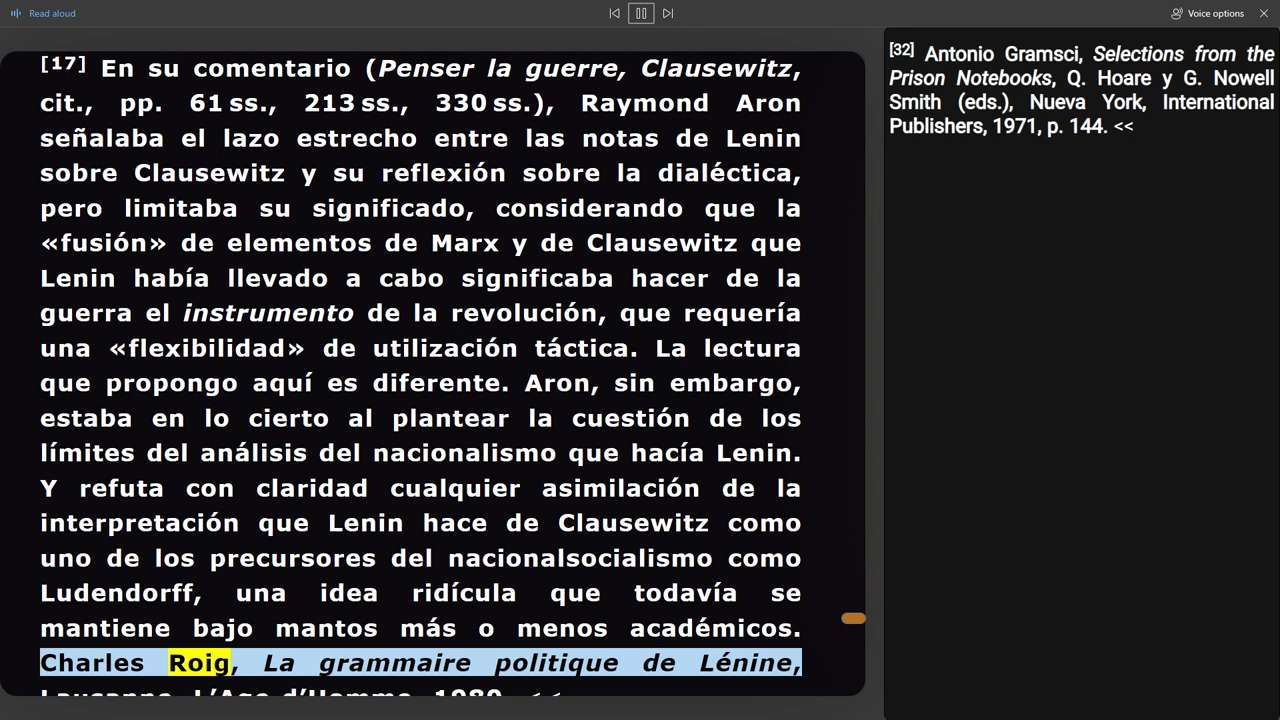 Read aloud
Voice options
[17] En su comentario (Penser la guerre, Clausewitz,
cit., pp. 61 ss., 213 ss., 330 ss.), Raymond Aron
señalaba el lazo estrecho entre las notas de Lenin
sobre Clausewitz y su reflexión sobre la dialéctica,
pero limitaba su significado, considerando que la
«fusión» de elementos de Marx y de Clausewitz que
Lenin había llevado a cabo significaba hacer de la
guerra el instrumento de la revolución, que requería
una «flexibilidad» de utilización táctica. La lectura
que propongo aquí es diferente. Aron, sin embargo,
estaba en lo cierto al plantear la cuestión de los
límites del análisis del nacionalismo que hacía Lenin.
Y refuta con claridad cualquier asimilación de la
interpretación que Lenin hace de Clausewitz como
uno de los precursores del nacionalsocialismo como
Ludendorff, una idea ridícula que todavía se
mantiene bajo mantos más o menos académicos.
Charles Roig, La grammaire politique de Lénine,
Lausanne, L'Age d'Homme, 1980. <<
[32] Antonio Gramsci, Selections from the
Prison Notebooks, Q. Hoare y G. Nowell
Smith (eds.), Nueva York, International
Publishers, 1971, p. 144. <<